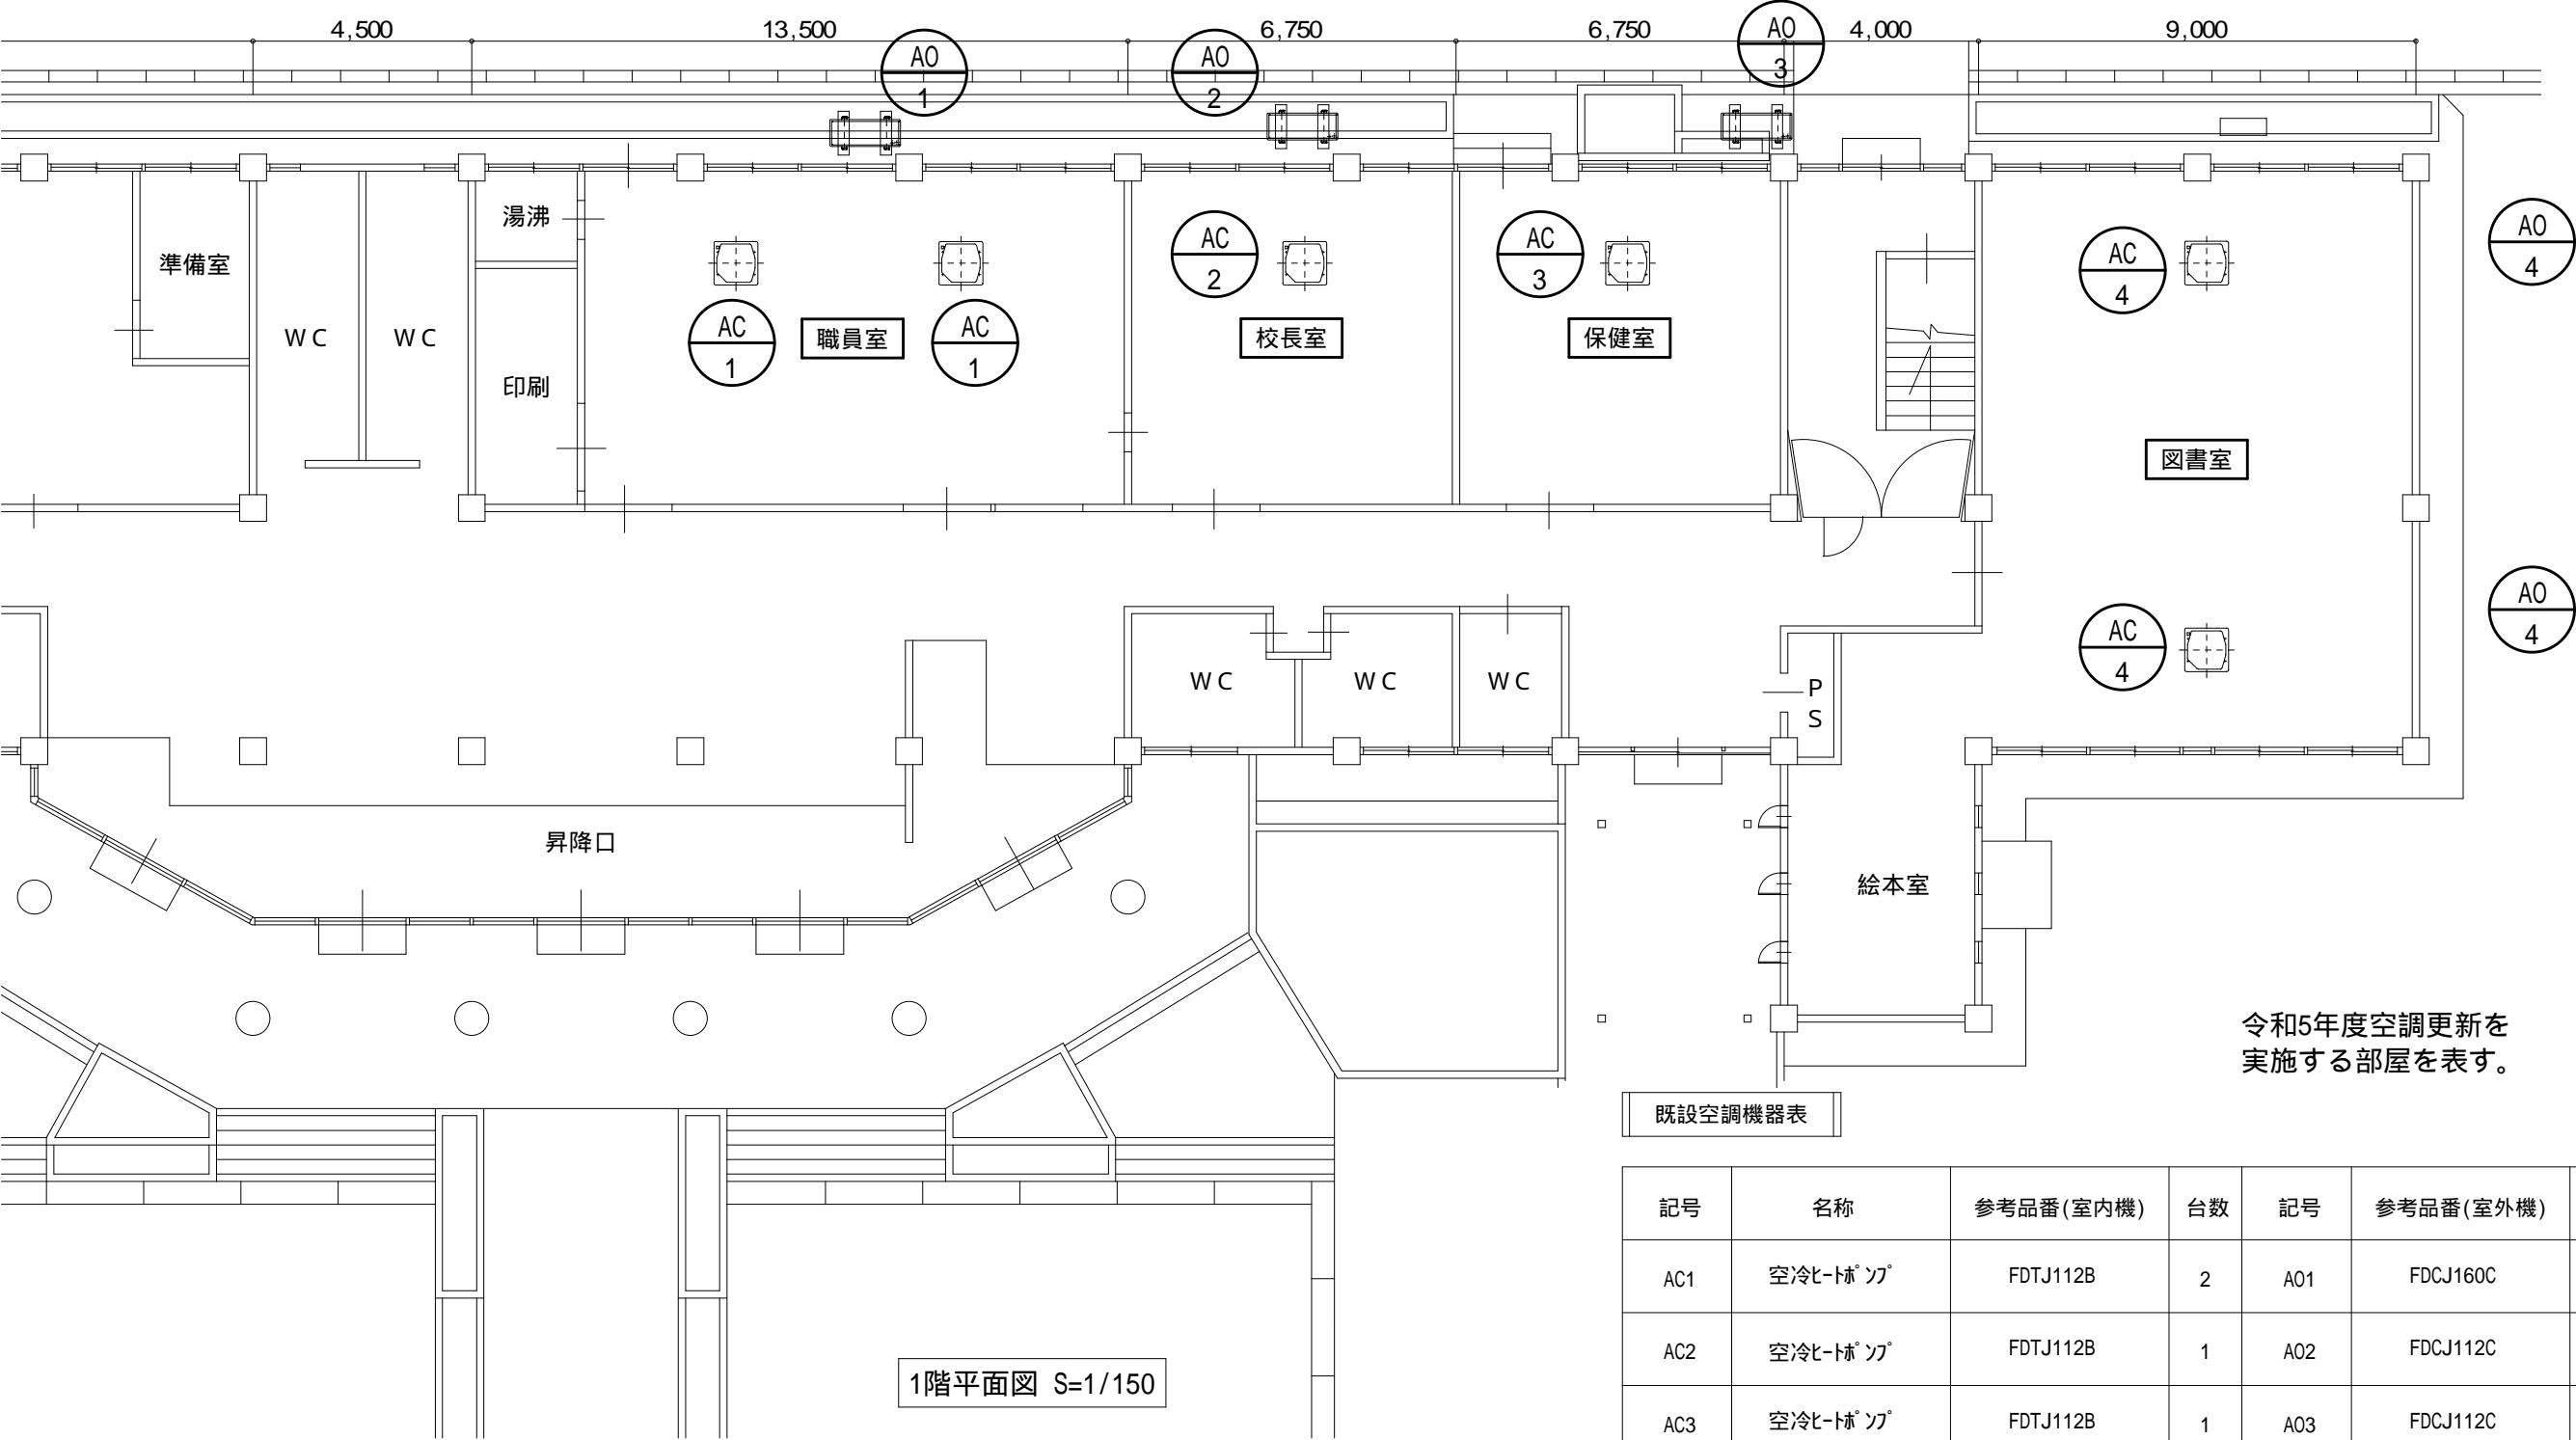 4,500
13,500
6,750
6,750
4,000
9,000
AO
1
AO
2
AO
3
湯沸
準備室
WC
WC
印刷
AC
1
職員室
AC
1
AC
2
校長室
AC
3
保健室
AC
4
AO
4
図書室
AC
4
AO
4
WC
WC
WC
P
S
昇降口
絵本室
令和5年度空調更新を
実施する部屋を表す。
既設空調機器表
記号 名称 参考品番(室内機) 台数 記号 参考品番(室外機)
AC1 空冷ﾋｰﾄﾎﾟﾝﾌﾟ FDTJ112B 2 AO1 FDCJ160C
AC2 空冷ﾋｰﾄﾎﾟﾝﾌﾟ FDTJ112B 1 AO2 FDCJ112C
AC3 空冷ﾋｰﾄﾎﾟﾝﾌﾟ FDTJ112B 1 AO3 FDCJ112C
1階平面図 S=1/150